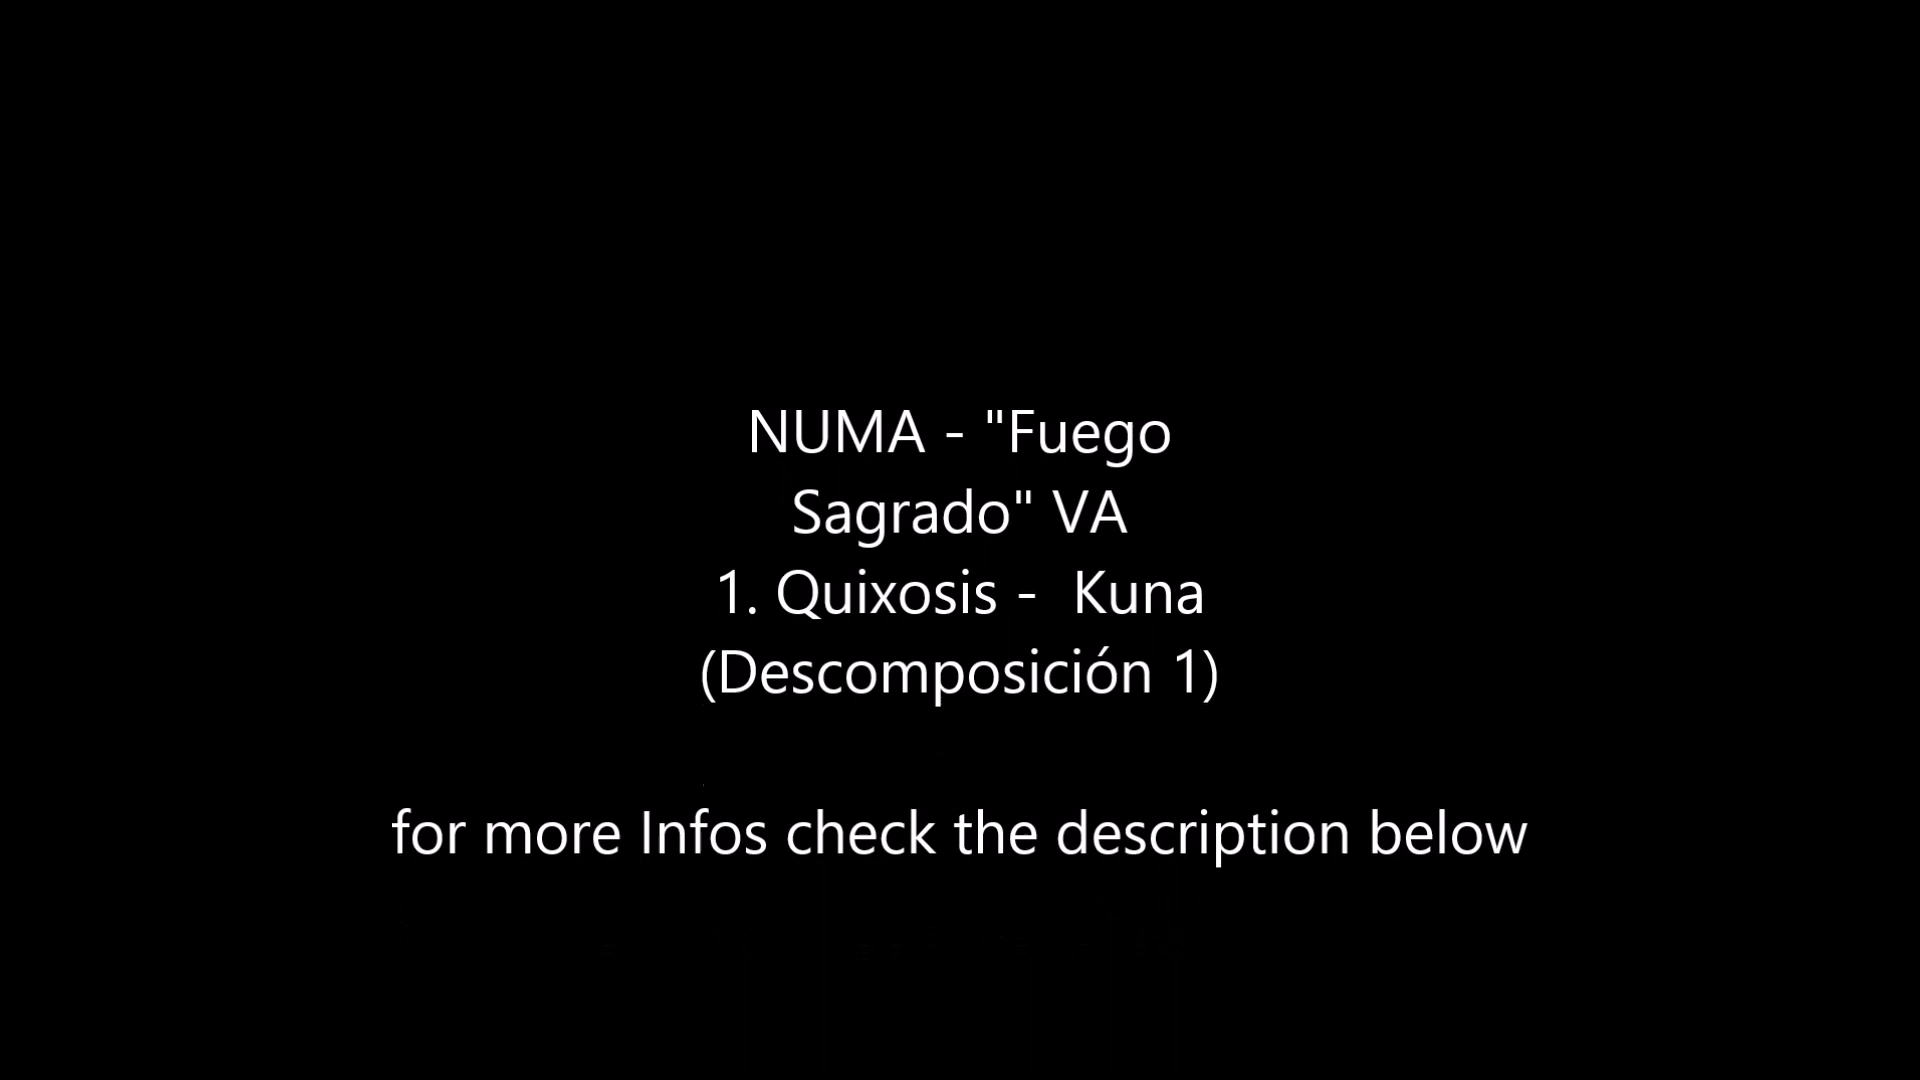 NUMA - "Fuego
Sagrado" VA
1. Quixosis -  Kuna
(Descomposición 1)
for more Infos check the description below